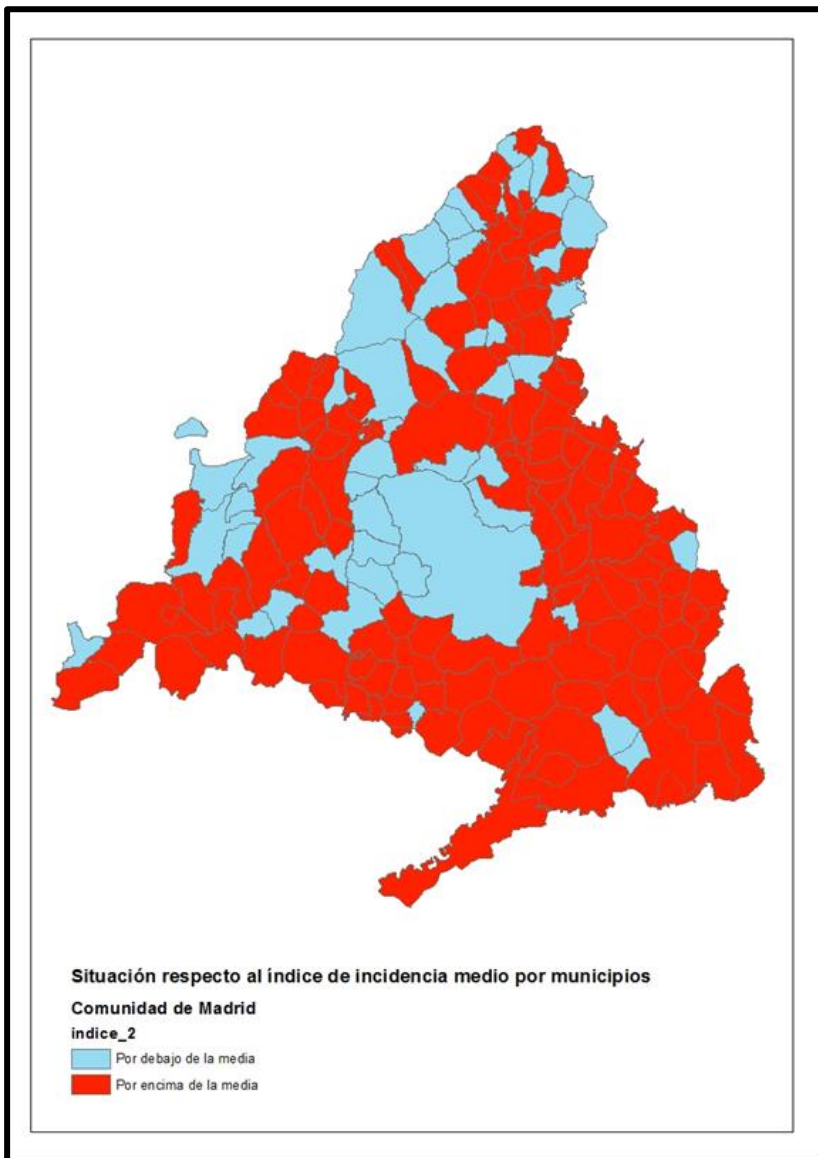 Situación respecto al índice de incidencia medio por municipios
Comunidad de Madrid
indice_2
Por debajo de la media
Por encima de la media